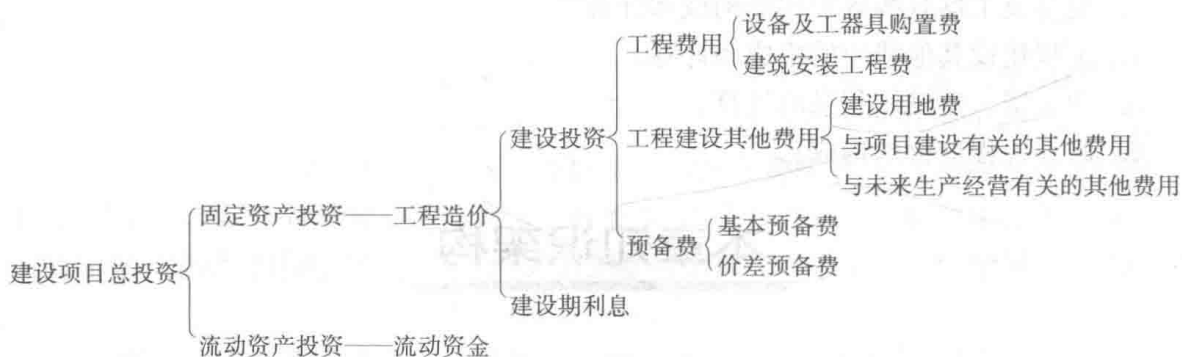 设备及工器具购置费
工程费用
建筑安装工程费
建设用地费
建设投资
工程建设其他费用
与项目建设有关的其他费用
与未来生产经营有关的其他费用
固定资产投资——工程造价
基本预备费
预备费
价差预备费
建设项目总投资
建设期利息
流动资产投资——流动资金